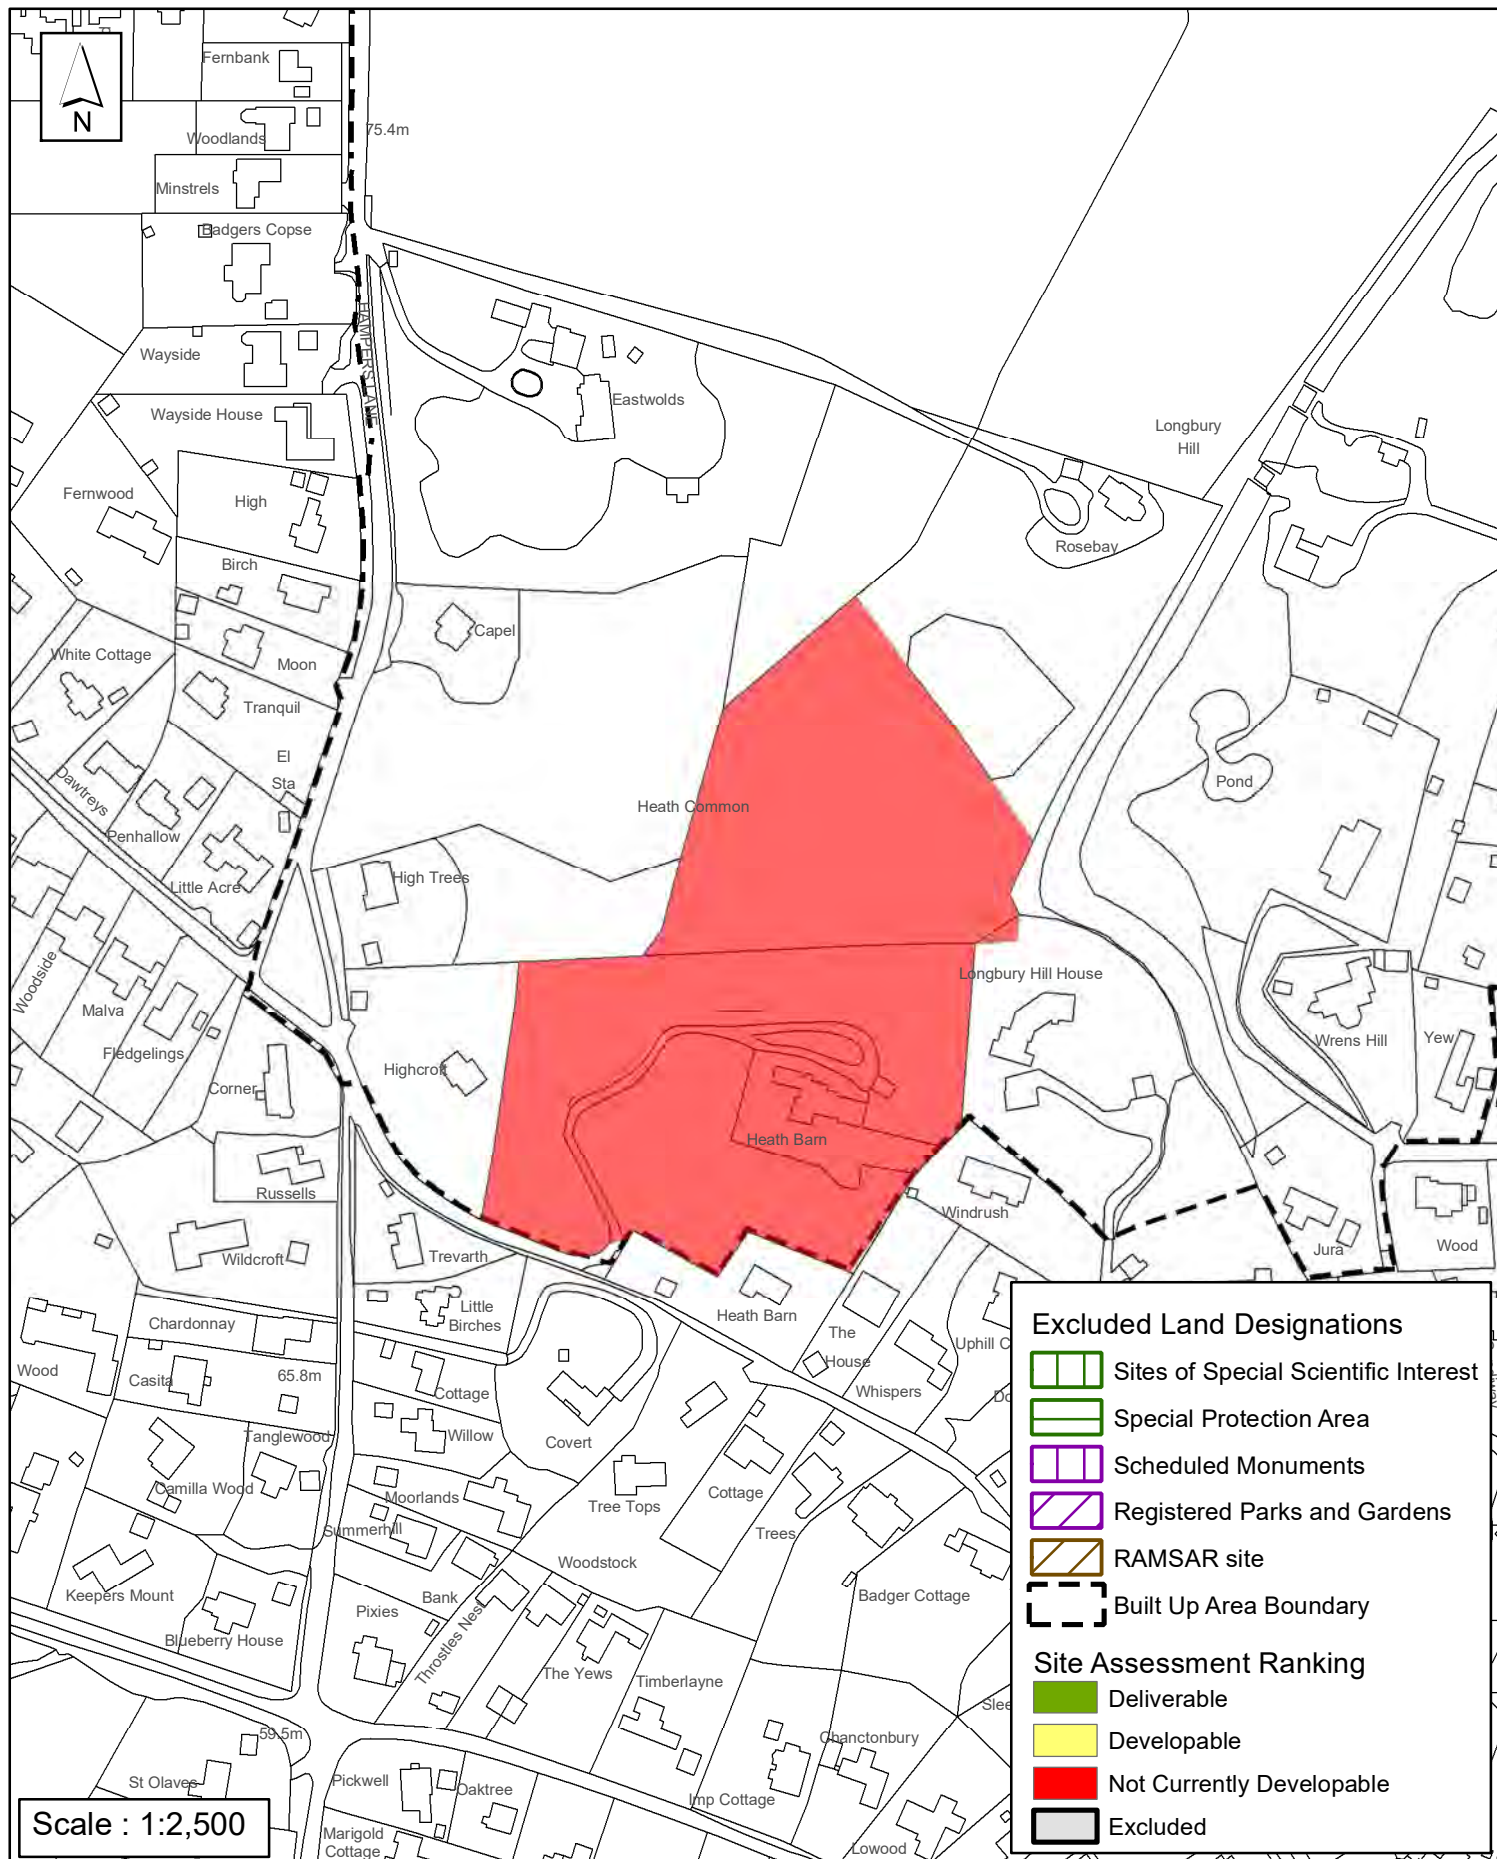 Fernbank
N
Woodlands
75.4m
Minstrels
Badgers Copse
HAMPERS LANE
Wayside
Eastwolds
Wayside House
Longbury
Hill
Fernwood
High
Rosebay
Birch
Capel
White Cottage
Moon
Tranquil
El
Sta
Dawtreys
Pond
Heath Common
Penhallow
Little Acre
High Trees
Woodside
Longbury Hill House
Malva
Fledgelings
Highcroft
Wrens Hill
Yew
Corner
Heath Barn
Russells
Windrush
Wildcroft
Trevarth
Jura
Wood
Little
Birches
Chardonnay
Heath Barn
The
House
Uphill C
Wood
Casita
65.8m
Cottage
Whispers
Do
Tanglewood
Willow
Covert
Camilla Wood
Moorlands
Tree Tops
Cottage
Summerhill
Trees
Woodstock
Keepers Mount
Bank
Badger Cottage
Pixies
Throstles Nest
Blueberry House
The Yews
Timberlayne
Slee
59.5m
Chanctonbury
St Olaves
Pickwell
Oaktree
Imp Cottage
Marigold
Cottage
Lowood
Scale : 1:2,500
Excluded Land Designations
Sites of Special Scientific Interest
Special Protection Area
Scheduled Monuments
Registered Parks and Gardens
RAMSAR site
Built Up Area Boundary
Site Assessment Ranking
Deliverable
Developable
Not Currently Developable
Excluded